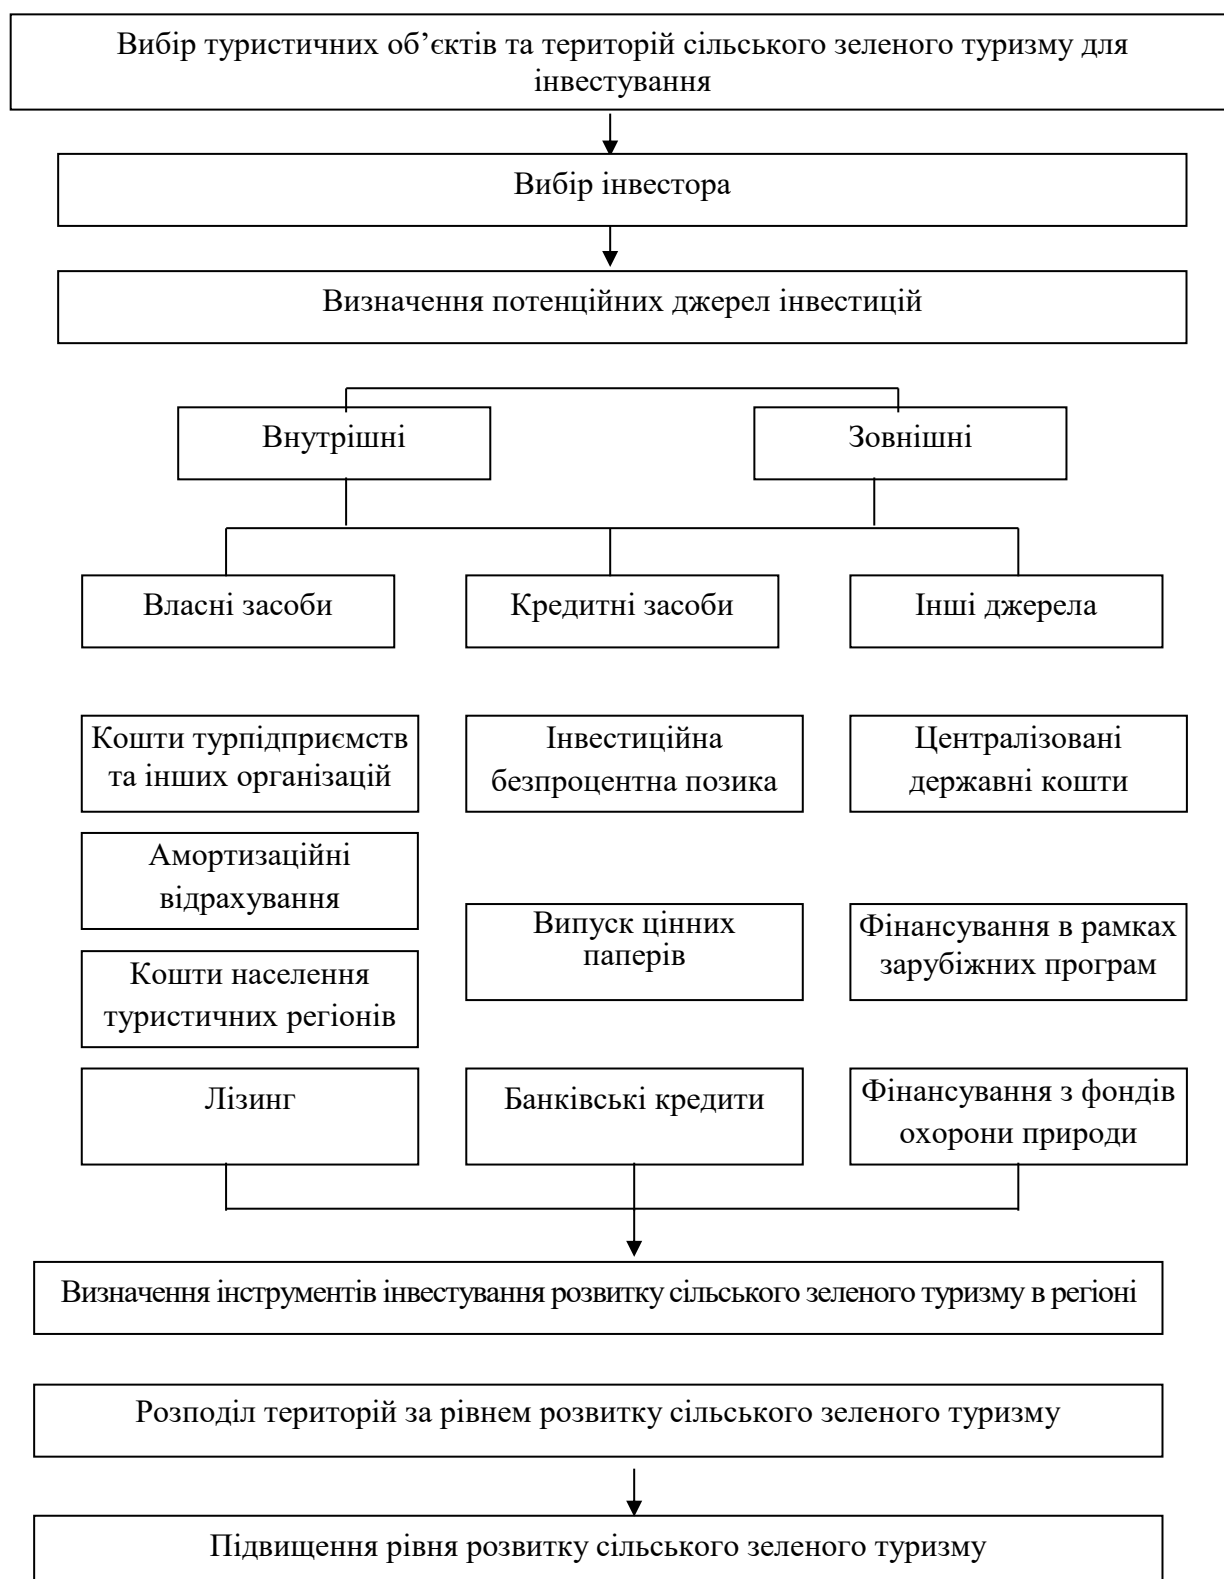 Вибір туристичних об’єктів та територій сільського зеленого туризму для
інвестування
Вибір інвестора
Визначення потенційних джерел інвестицій
Внутрішні
Зовнішні
Власні засоби
Кредитні засоби
Інші джерела
Кошти турпідприємств
та інших організацій
Інвестиційна
безпроцентна позика
Централізовані
державні кошти
Амортизаційні
відрахування
Випуск цінних
паперів
Фінансування в рамках
зарубіжних програм
Кошти населення
туристичних регіонів
Лізинг
Банківські кредити
Фінансування з фондів
охорони природи
Визначення інструментів інвестування розвитку сільського зеленого туризму в регіоні
Розподіл територій за рівнем розвитку сільського зеленого туризму
Підвищення рівня розвитку сільського зеленого туризму